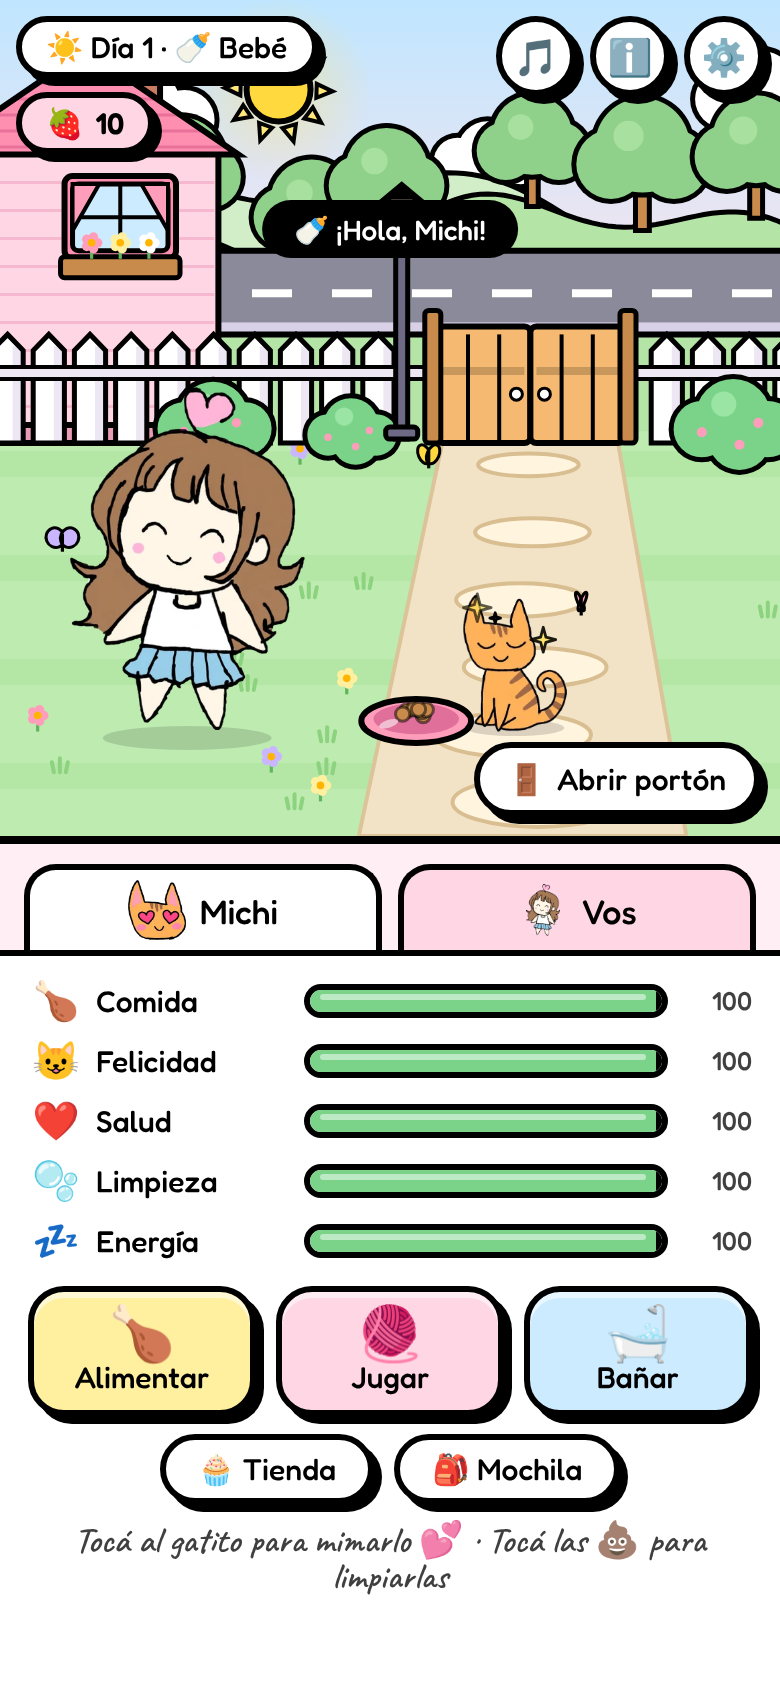 Día 1 · Bebé
10
¡Hola, Michi!
Abrir portón
Michi
Vos
Comida 100
Felicidad 100
Salud 100
Limpieza 100
Energía 100
Alimentar
Jugar
Bañar
Tienda
Mochila
Tocá al gatito para mimarlo · Tocá las para
limpiarlas